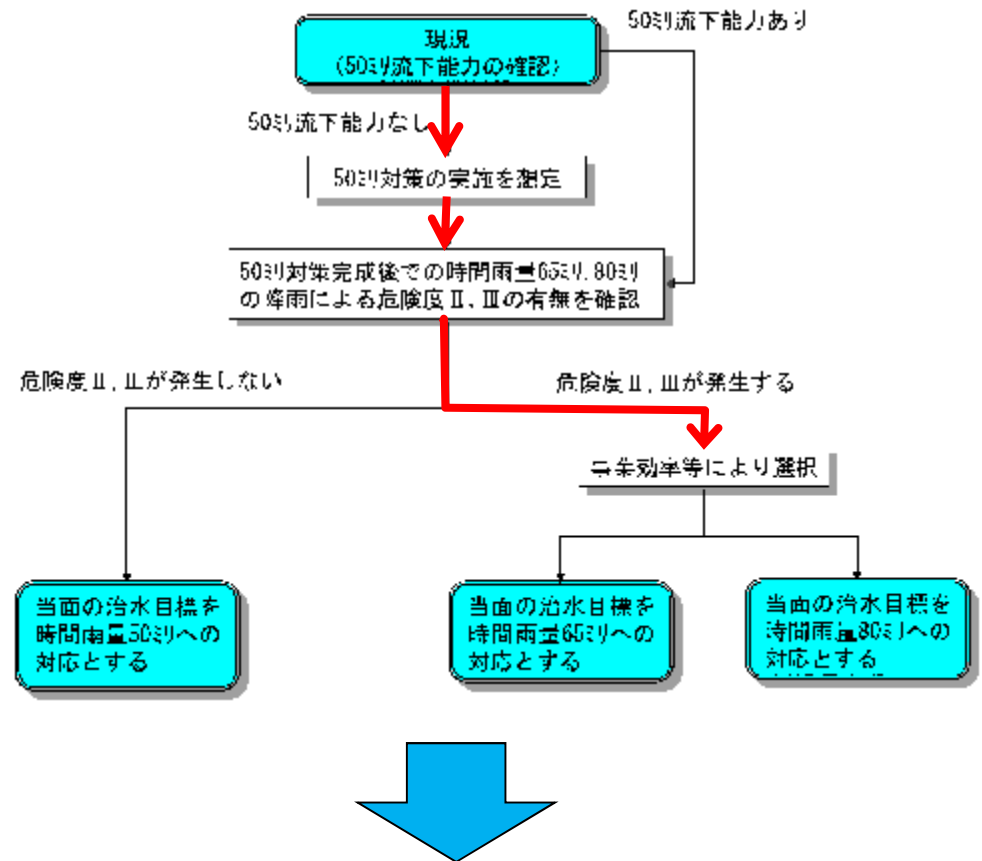 50ミリ流下能力あり
現況
(50ミリ流下能力の確認)
50ミリ流下能力なし
50ミリ対策の実施を想定
50ミリ対策完成後での時間雨量65ミリ、80ミリ
の降雨による危険度Ⅱ、Ⅲの有無を確認
危険度Ⅱ、Ⅲが発生しない
危険度Ⅱ、Ⅲが発生する
事業効率等により選択
当面の治水目標を
時間雨量50ミリへの
対応とする
当面の治水目標を
時間雨量65ミリへの
対応とする
当面の治水目標を
時間雨量80ミリへの
対応とする